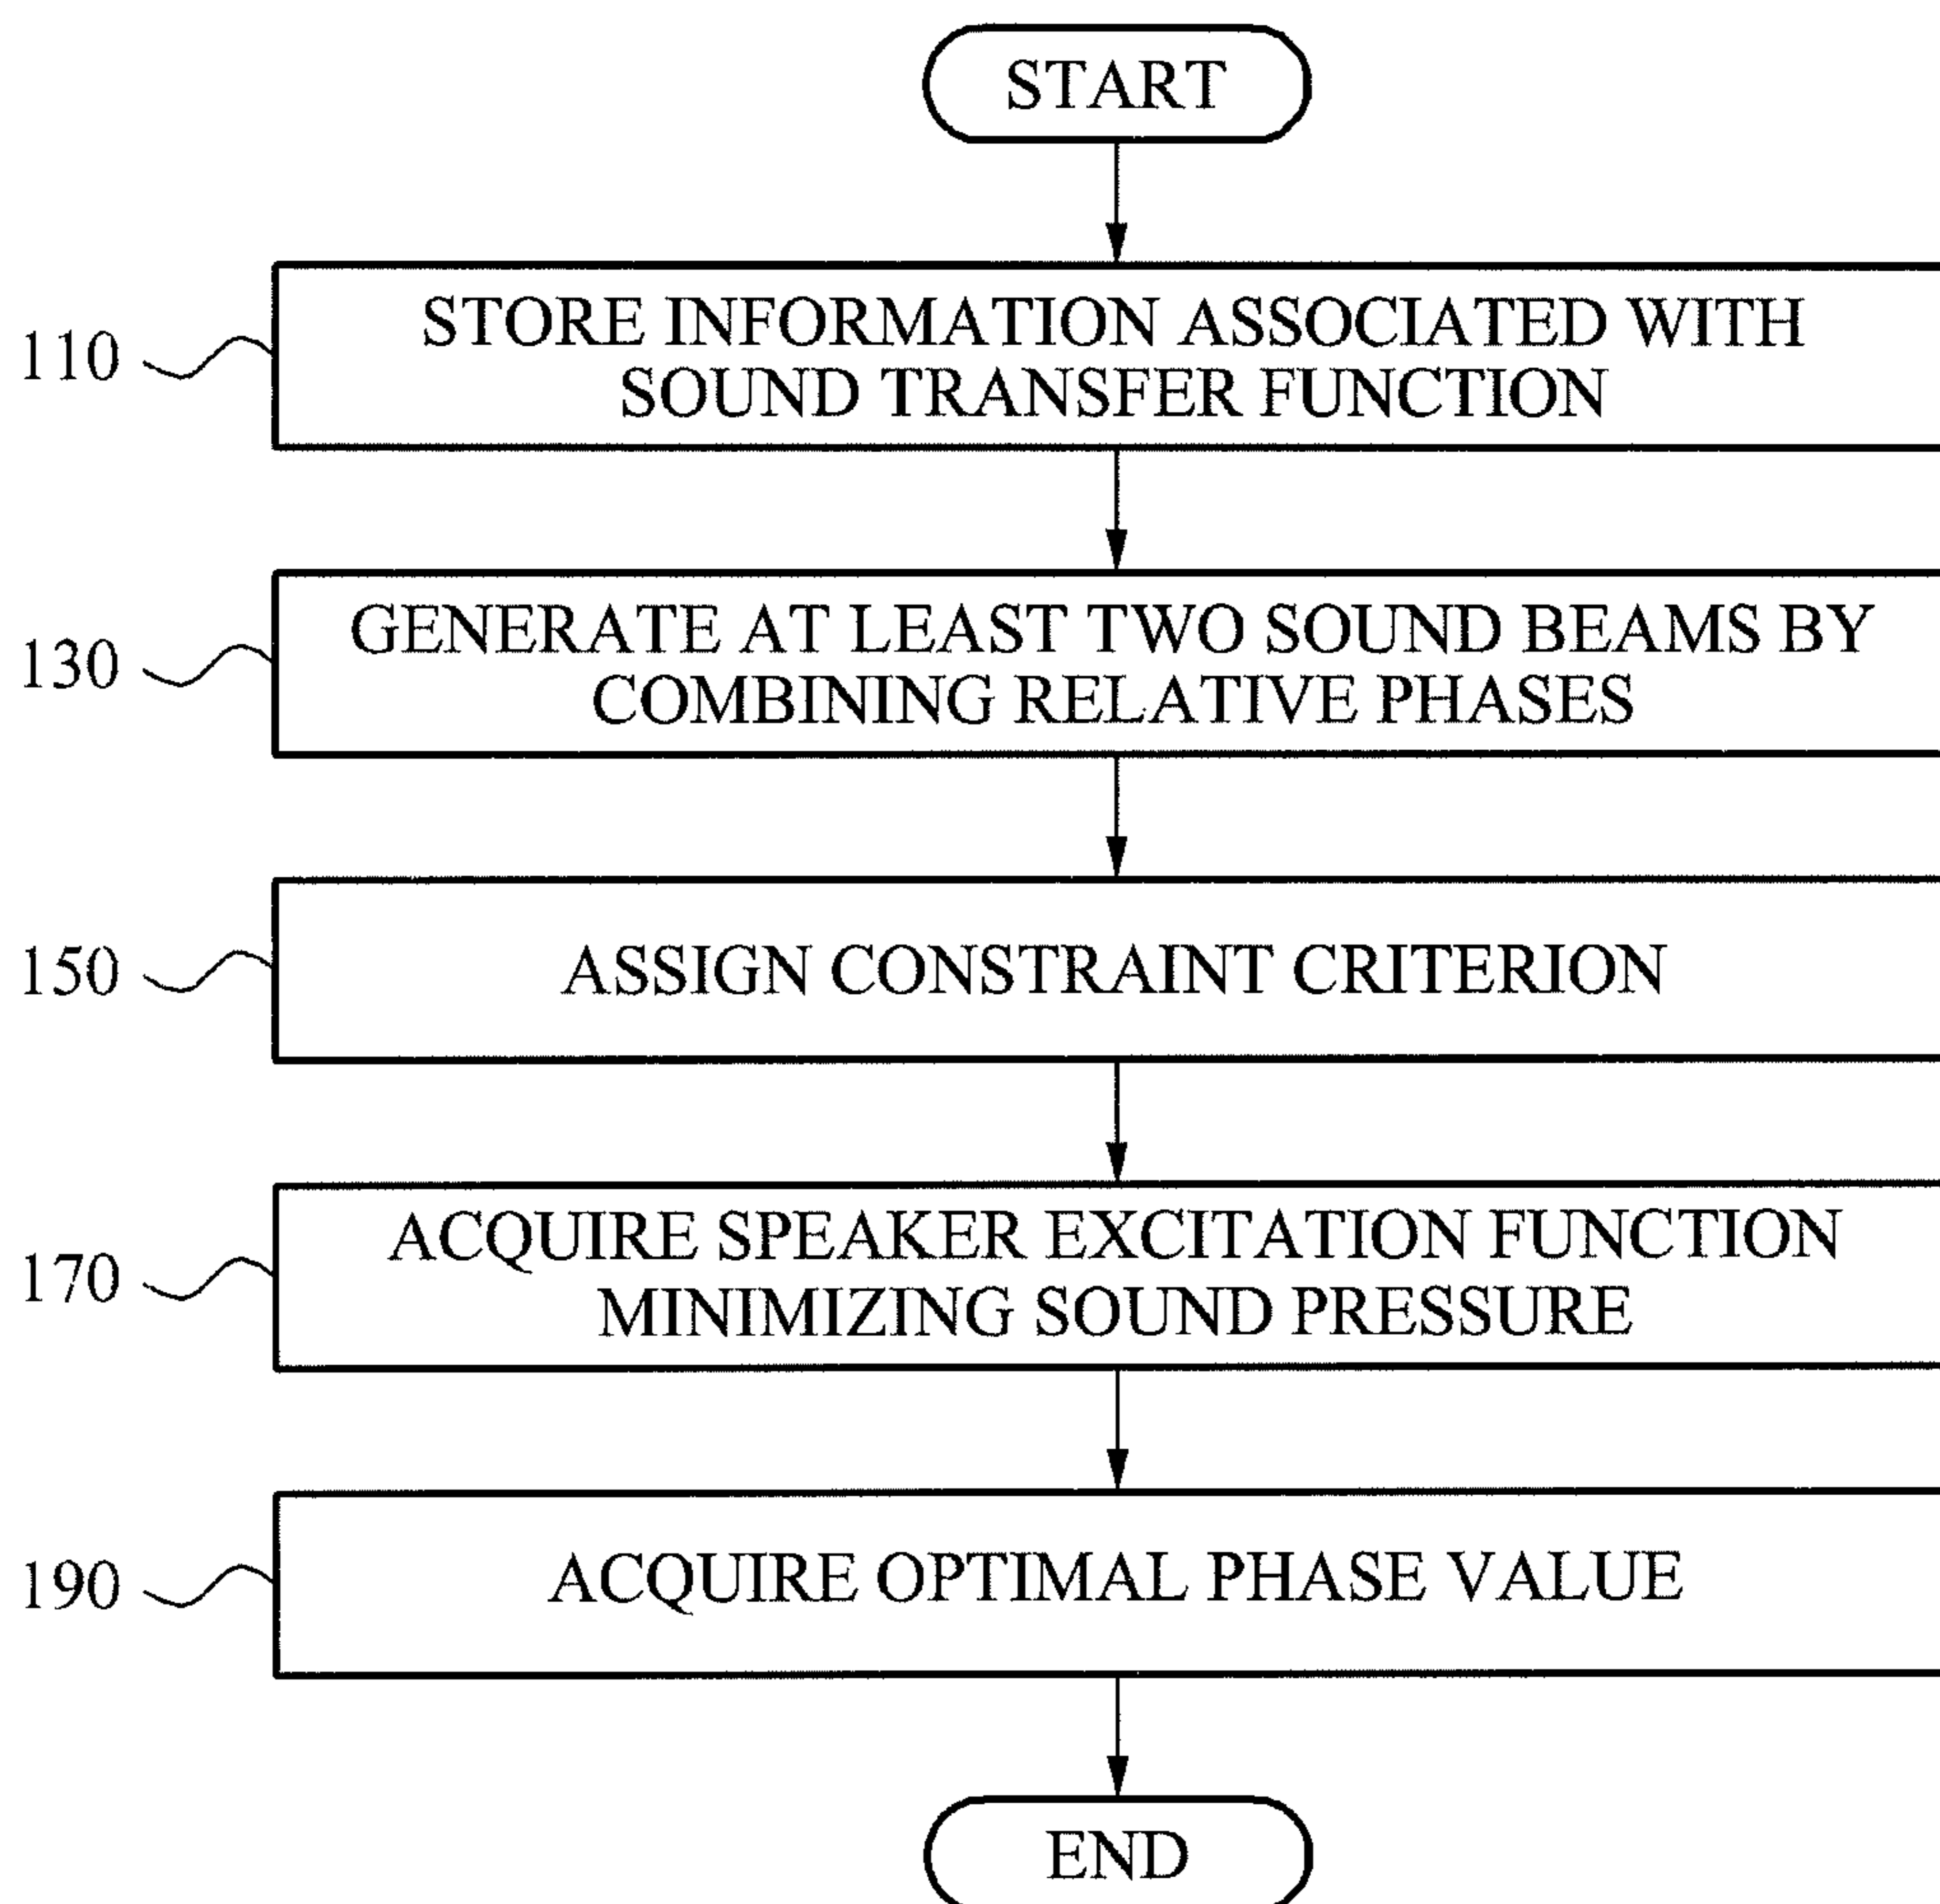 START
110
STORE INFORMATION ASSOCIATED WITH
SOUND TRANSFER FUNCTION
130
GENERATE AT LEAST TWO SOUND BEAMS BY
COMBINING RELATIVE PHASES
150
ASSIGN CONSTRAINT CRITERION
170
ACQUIRE SPEAKER EXCITATION FUNCTION
MINIMIZING SOUND PRESSURE
190
ACQUIRE OPTIMAL PHASE VALUE
END